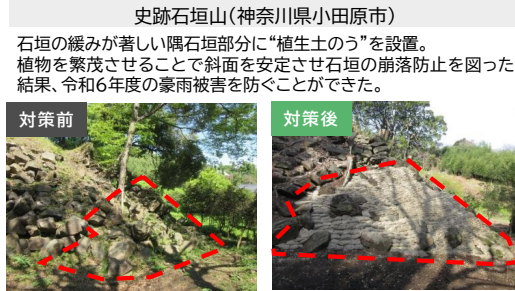 史跡石垣山（神奈川県小田原市）
石垣の緩みが著しい隅石垣部分に“植生土のう”を設置。
植物を繁茂させることで斜面を安定させ石垣の崩落防止を図った
結果、令和６年度の豪雨被害を防ぐことができた。
対策前
対策後